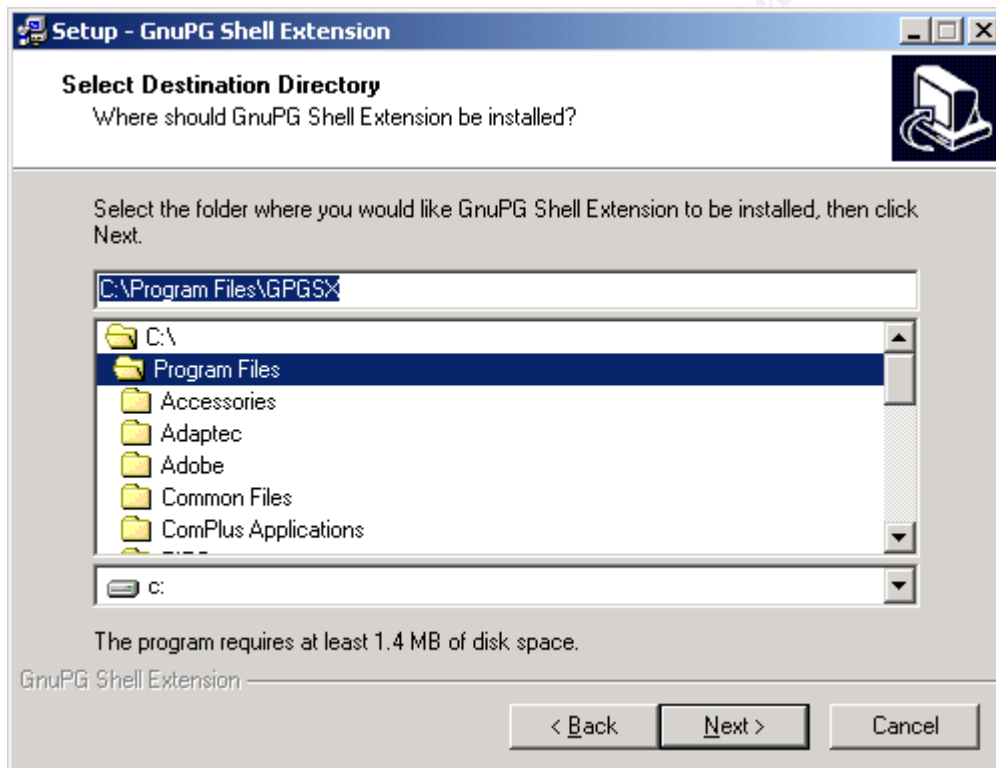 Setup - GnuPG Shell Extension
Select Destination Directory
Where should GnuPG Shell Extension be installed?
Select the folder where you would like GnuPG Shell Extension to be installed, then click
Next.
C:\Program Files\GPGSX
C:\
Program Files
Accessories
Adaptec
Adobe
Common Files
ComPlus Applications
c:
The program requires at least 1.4 MB of disk space.
GnuPG Shell Extension
< Back Next > Cancel